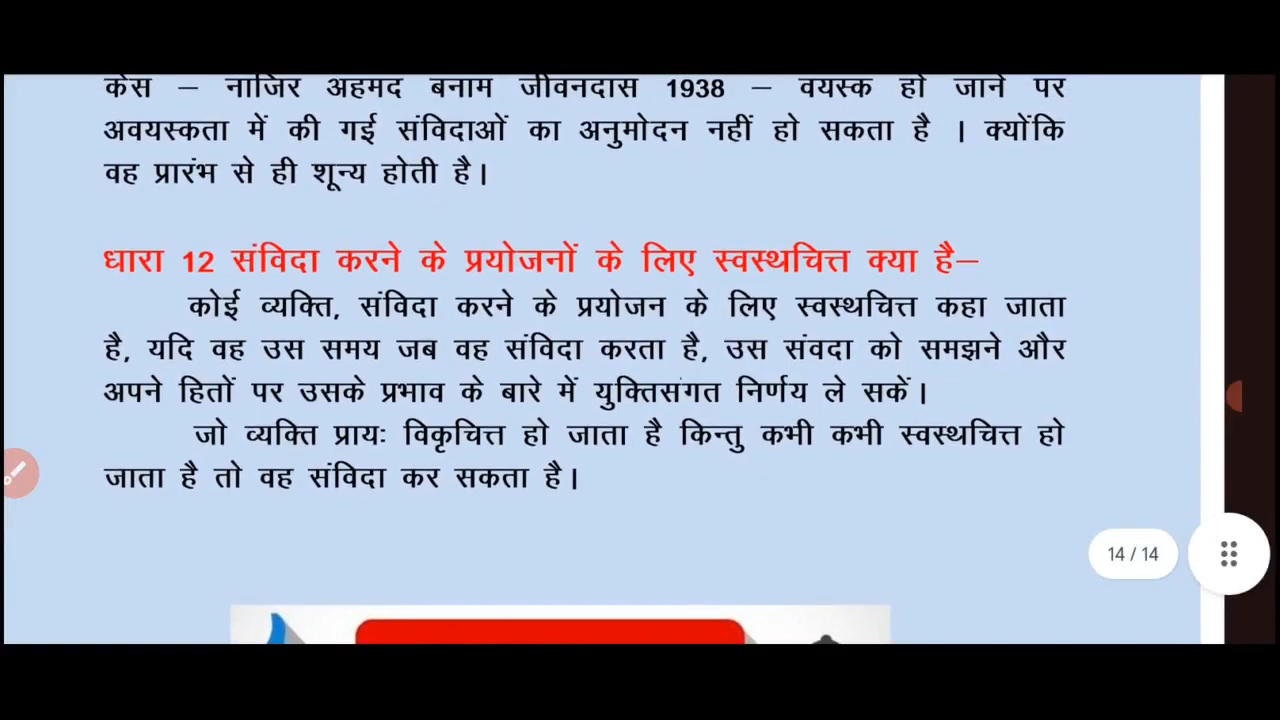 केस – नाजिर अहमद बनाम जीवनदास 1938 – वयस्क हो जाने पर
अवयस्कता में की गई संविदाओं का अनुमोदन नहीं हो सकता है । क्योंकि
वह प्रारंभ से ही शून्य होती है।
धारा 12 संविदा करने के प्रयोजनों के लिए स्वस्थचित्त क्या है–
कोई व्यक्ति, संविदा करने के प्रयोजन के लिए स्वस्थचित्त कहा जाता
है, यदि वह उस समय जब वह संविदा करता है, उस संवदा को समझने और
अपने हितों पर उसके प्रभाव के बारे में युक्तिसंगत निर्णय ले सकें।
जो व्यक्ति प्रायः विकृचित्त हो जाता है किन्तु कभी कभी स्वस्थचित्त हो
जाता है तो वह संविदा कर सकता है।
14 / 14